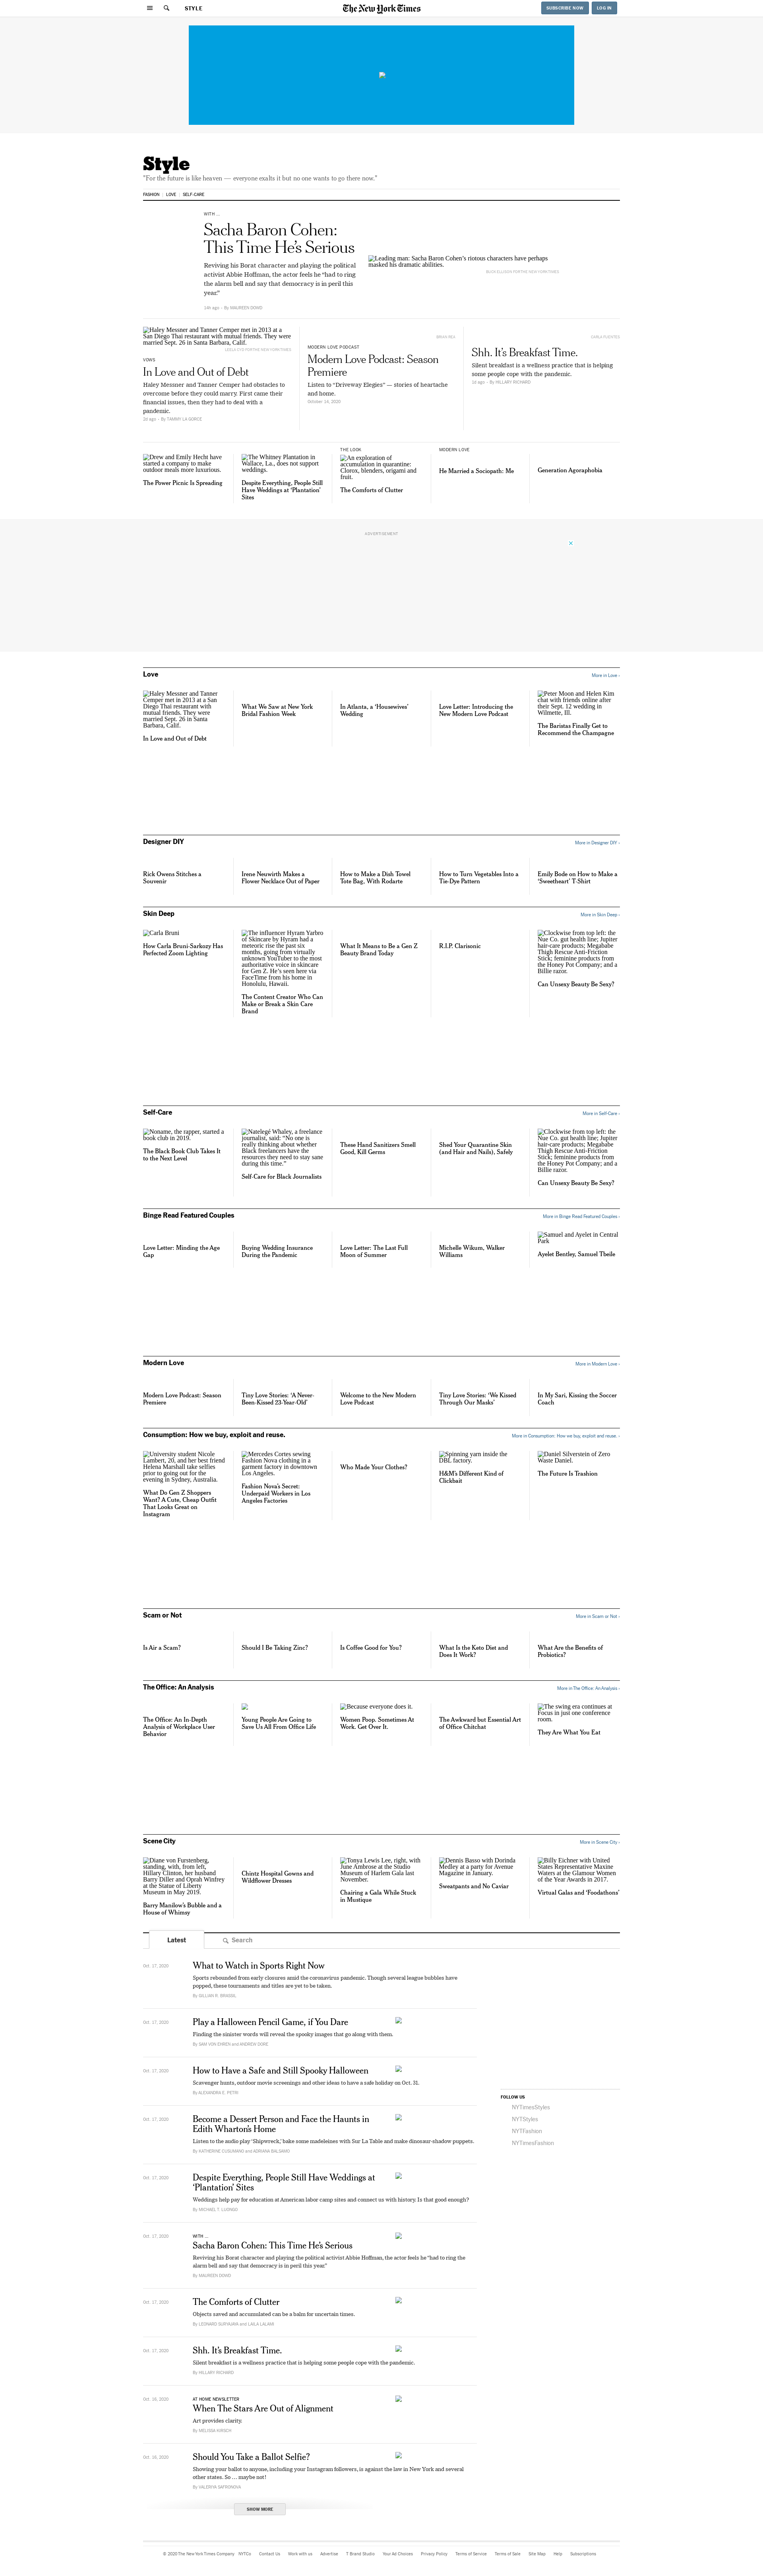 STYLE
The New York Times
SUBSCRIBE NOW
LOG IN
Style
"For the future is like heaven — everyone exalts it but no one wants to go there now."
FASHION
LOVE
SELF-CARE
WITH ...
Sacha Baron Cohen:
This Time He's Serious
Reviving his Borat character and playing the political
activist Abbie Hoffman, the actor feels he "had to ring
the alarm bell and say that democracy is in peril this
year."
14h ago - By MAUREEN DOWD
Leading man: Sacha Baron Cohen's riotous characters have perhaps
masked his dramatic abilities.
BUCK ELLISON FOR THE NEW YORK TIMES
Haley Messner and Tanner Cemper met in 2013 at a
San Diego Thai restaurant with mutual friends. They were
married Sept. 26 in Santa Barbara, Calif.
LEELA CYD FOR THE NEW YORK TIMES
VOWS
In Love and Out of Debt
Haley Messner and Tanner Cemper had obstacles to
overcome before they could marry. First came their
financial issues, then they had to deal with a
pandemic.
2d ago - By TAMMY LA GORCE
BRIAN REA
MODERN LOVE PODCAST
Modern Love Podcast: Season
Premiere
Listen to "Driveway Elegies" — stories of heartache
and home.
October 14, 2020
Shh. It's Breakfast Time.
Silent breakfast is a wellness practice that is helping
some people cope with the pandemic.
1d ago - By HILLARY RICHARD
Drew and Emily Hecht have
started a company to make
outdoor meals more luxurious.
The Power Picnic Is Spreading
The Whitney Plantation in
Wallace, La., does not support
weddings.
Despite Everything, People Still
Have Weddings at 'Plantation'
Sites
THE LOOK
An exploration of
accumulation in quarantine:
Clorox, blenders, origami and
fruit.
The Comforts of Clutter
MODERN LOVE
He Married a Sociopath: Me
Generation Agoraphobia
ADVERTISEMENT
Love
More in Love ›
Haley Messner and Tanner
Cemper met in 2013 at a San
Diego Thai restaurant with
mutual friends. They were
married Sept. 26 in Santa
Barbara, Calif.
In Love and Out of Debt
What We Saw at New York
Bridal Fashion Week
In Atlanta, a 'Housewives'
Wedding
Love Letter: Introducing the
New Modern Love Podcast
Peter Moon and Helen Kim
chat with friends online after
their Sept. 12 wedding in
Wilmette, Ill.
The Baristas Finally Get to
Recommend the Champagne
Designer DIY
More in Designer DIY ›
Rick Owens Stitches a
Souvenir
Irene Neuwirth Makes a
Flower Necklace Out of Paper
How to Make a Dish Towel
Tote Bag, With Rodarte
How to Turn Vegetables Into a
Tie-Dye Pattern
Emily Bode on How to Make a
'Sweetheart' T-Shirt
Skin Deep
More in Skin Deep ›
Carla Bruni
How Carla Bruni-Sarkozy Has
Perfected Zoom Lighting
The influencer Hyram Yarbro
of Skincare by Hyram had a
meteoric rise the past six
months, going from virtually
unknown YouTuber to the most
authoritative voice in skincare
for Gen Z. He's seen here via
FaceTime from his home in
Honolulu, Hawaii.
The Content Creator Who Can
Make or Break a Skin Care
Brand
What It Means to Be a Gen Z
Beauty Brand Today
R.I.P. Clarisonic
Clockwise from top left: the
Nue Co. gut health line; Jupiter
hair-care products; Megababe
Thigh Rescue Anti-Friction
Stick; feminine products from
the Honey Pot Company; and a
Billie razor.
Can Unsexy Beauty Be Sexy?
Self-Care
More in Self-Care ›
Noname, the rapper, started a
book club in 2019.
The Black Book Club Takes It
to the Next Level
Natelegé Whaley, a freelance
journalist, said: "No one is
really thinking about whether
Black freelancers have the
resources they need to stay sane
during this time."
Self-Care for Black Journalists
These Hand Sanitizers Smell
Good, Kill Germs
Shed Your Quarantine Skin
(and Hair and Nails), Safely
Clockwise from top left: the
Nue Co. gut health line; Jupiter
hair-care products; Megababe
Thigh Rescue Anti-Friction
Stick; feminine products from
the Honey Pot Company; and a
Billie razor.
Can Unsexy Beauty Be Sexy?
Binge Read Featured Couples
More in Binge Read Featured Couples ›
Love Letter: Minding the Age
Gap
Buying Wedding Insurance
During the Pandemic
Love Letter: The Last Full
Moon of Summer
Michelle Wikum, Walker
Williams
Samuel and Ayelet in Central
Park
Ayelet Bentley, Samuel Tbeile
Modern Love
More in Modern Love ›
Modern Love Podcast: Season
Premiere
Tiny Love Stories: 'A Never-
Been-Kissed 23-Year-Old'
Welcome to the New Modern
Love Podcast
Tiny Love Stories: 'We Kissed
Through Our Masks'
In My Sari, Kissing the Soccer
Coach
Consumption: How we buy, exploit and reuse.
More in Consumption: How we buy, exploit and reuse. ›
University student Nicole
Lambert, 20, and her best friend
Helena Marshall take selfies
prior to going out for the
evening in Sydney, Australia.
What Do Gen Z Shoppers
Want? A Cute, Cheap Outfit
That Looks Great on
Instagram
Mercedes Cortes sewing
Fashion Nova clothing in a
garment factory in downtown
Los Angeles.
Fashion Nova's Secret:
Underpaid Workers in Los
Angeles Factories
Who Made Your Clothes?
Spinning yarn inside the
DBL factory.
H&M's Different Kind of
Clickbait
Daniel Silverstein of Zero
Waste Daniel.
The Future Is Trashion
Scam or Not
More in Scam or Not ›
Is Air a Scam?
Should I Be Taking Zinc?
Is Coffee Good for You?
What Is the Keto Diet and
Does It Work?
What Are the Benefits of
Probiotics?
The Office: An Analysis
More in The Office: An Analysis ›
The Office: An In-Depth
Analysis of Workplace User
Behavior
Young People Are Going to
Save Us All From Office Life
Because everyone does it.
Women Poop. Sometimes At
Work. Get Over It.
The Awkward but Essential Art
of Office Chitchat
The swing era continues at
Focus in just one conference
room.
They Are What You Eat
Scene City
More in Scene City ›
Diane von Furstenberg,
standing, with, from left,
Hillary Clinton, her husband
Barry Diller and Oprah Winfrey
at the Statue of Liberty
Museum in May 2019.
Barry Manilow's Bubble and a
House of Whimsy
Chintz Hospital Gowns and
Wildflower Dresses
Tonya Lewis Lee, right, with
June Ambrose at the Studio
Museum of Harlem Gala last
November.
Chairing a Gala While Stuck
in Mustique
Dennis Basso with Dorinda
Medley at a party for Avenue
Magazine in January.
Sweatpants and No Caviar
Billy Eichner with United
States Representative Maxine
Waters at the Glamour Women
of the Year Awards in 2017.
Virtual Galas and 'Foodathons'
Latest
Search
Oct. 17, 2020
What to Watch in Sports Right Now
Sports rebounded from early closures amid the coronavirus pandemic. Though several league bubbles have
popped, these tournaments and titles are yet to be taken.
By GILLIAN R. BRASSIL
Oct. 17, 2020
Play a Halloween Pencil Game, if You Dare
Finding the sinister words will reveal the spooky images that go along with them.
By SAM VON EHREN and ANDREW SORE
Oct. 17, 2020
How to Have a Safe and Still Spooky Halloween
Scavenger hunts, outdoor movie screenings and other ideas to have a safe holiday on Oct. 31.
By ALEXANDRA E. PETRI
Oct. 17, 2020
Become a Dessert Person and Face the Haunts in
Edith Wharton's Home
Listen to the audio play 'Shipwreck,' bake some madeleines with Sur La Table and make dinosaur-shadow puppets.
By KATHERINE CUSUMANO and ADRIANA BALSAMO
Oct. 17, 2020
Despite Everything, People Still Have Weddings at
'Plantation' Sites
Weddings help pay for education at American labor camp sites and connect us with history. Is that good enough?
By MICHAEL T. LUONGO
Oct. 17, 2020
WITH ...
Sacha Baron Cohen: This Time He's Serious
Reviving his Borat character and playing the political activist Abbie Hoffman, the actor feels he "had to ring the
alarm bell and say that democracy is in peril this year."
By MAUREEN DOWD
Oct. 17, 2020
The Comforts of Clutter
Objects saved and accumulated can be a balm for uncertain times.
Oct. 17, 2020
Shh. It's Breakfast Time.
Silent breakfast is a wellness practice that is helping some people cope with the pandemic.
By HILLARY RICHARD
Oct. 16, 2020
AT HOME NEWSLETTER
When The Stars Are Out of Alignment
Art provides clarity.
By MELISSA KIRSCH
Oct. 16, 2020
Should You Take a Ballot Selfie?
Showing your ballot to anyone, including your Instagram followers, is against the law in New York and several
other states. So … maybe not!
By VALERIYA SAFRONOVA
SHOW MORE
FOLLOW US
NYTimesStyles
NYTStyles
NYTFashion
NYTimesFashion
© 2020 The New York Times Company
NYTCo
Contact Us
Work with us
Advertise
T Brand Studio
Your Ad Choices
Privacy Policy
Terms of Service
Terms of Sale
Site Map
Help
Subscriptions